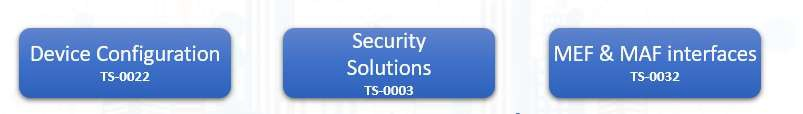 Device Configuration
TS-0022
Security
Solutions
TS-0003
MEF & MAF interfaces
TS-0032